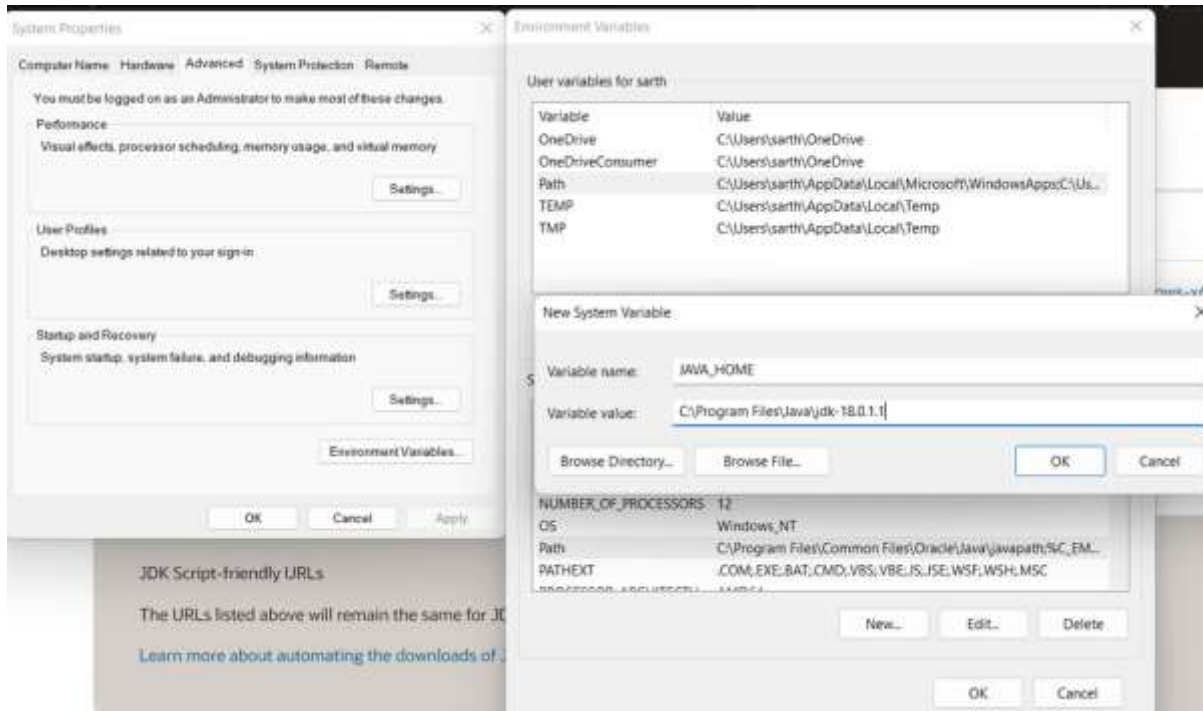 System Properties
Computer Name Hardware Advanced System Protection Remote
You must be logged on as an Administrator to make most of these changes.
Performance
Visual effects, processor scheduling, memory usage, and virtual memory
Settings...
User Profiles
Desktop settings related to your sign-in
Settings...
Startup and Recovery
System startup, system failure, and debugging information
Settings...
Environment Variables...
OK Cancel Apply
JDK Script-friendly URLs
The URLs listed above will remain the same for
Learn more about automating the downloads of
Environment Variables
User variables for sarth
Variable Value
OneDrive C:\Users\sarth\OneDrive
OneDriveConsumer C:\Users\sarth\OneDrive
Path C:\Users\sarth\AppData\Local\Microsoft\WindowsApps;C:\Us...
TEMP C:\Users\sarth\AppData\Local\Temp
TMP C:\Users\sarth\AppData\Local\Temp
New System Variable
Variable name: JAVA_HOME
Variable value: C:\Program Files\Java\jdk-18.0.1.1
Browse Directory... Browse File... OK Cancel
NUMBER_OF_PROCESSORS 12
OS Windows_NT
Path C:\Program Files\Common Files\Oracle\Java\javapath;%C_EM...
PATHEXT .COM;.EXE;.BAT;.CMD;.VBS;.VBE;.JS;.JSE;.WSF;.WSH;.MSC
New... Edit... Delete
OK Cancel